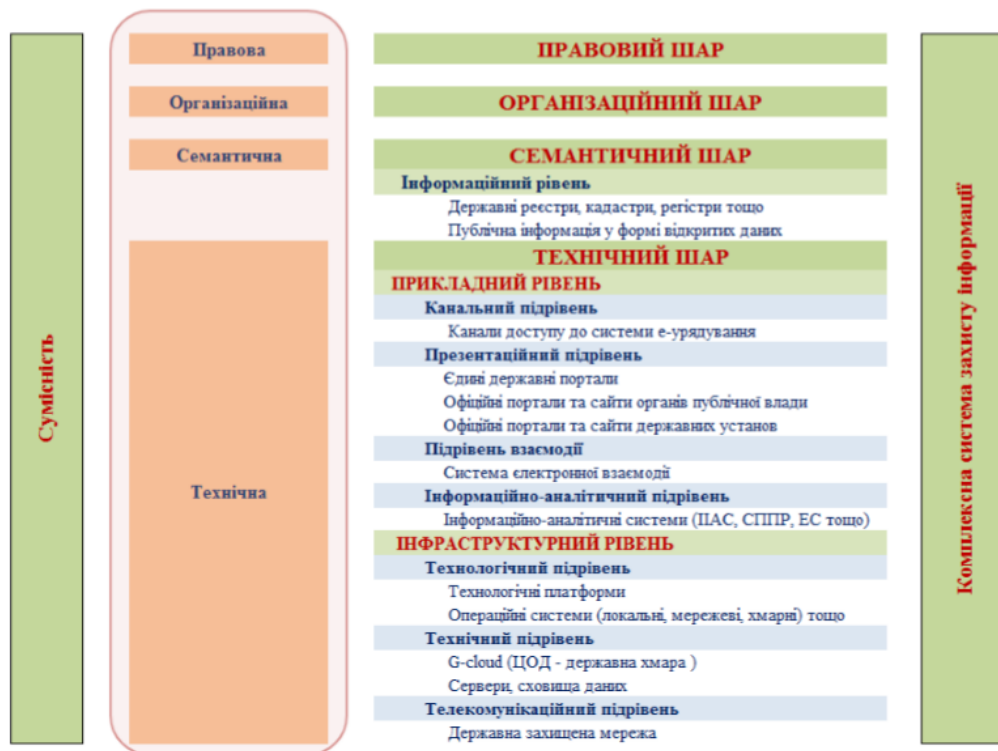 Сумісність
Правова
Організаційна
Семантична
Технічна
ПРАВОВИЙ ШАР
ОРГАНІЗАЦІЙНИЙ ШАР
СЕМАНТИЧНИЙ ШАР
Інформаційний рівень
Державні реєстри, кадастри, регістри тощо
Публічна інформація у формі відкритих даних
ТЕХНІЧНИЙ ШАР
ПРИКЛАДНИЙ РІВЕНЬ
Канальний підрівень
Канали доступу до системи е-урядування
Презентаційний підрівень
Єдині державні портали
Офіційні портали та сайти органів публічної влади
Офіційні портали та сайти державних установ
Підрівень взаємодії
Система єлектронної взаємодії
Інформаційно-аналітичний підрівень
Інформаційно-аналітичні системи (ІІАС, СППР, ЕС тощо)
ІНФРАСТРУКТУРНИЙ РІВЕНЬ
Технологічний підрівень
Технологічні платформи
Операційні системи (локальні, мережеві, хмарні) тощо
Технічний підрівень
G-cloud (ЦОД - державна хмара )
Сервери, сховища даних
Телекомунікаційний підрівень
Державна захищена мережа
Комплексна система захисту інформації